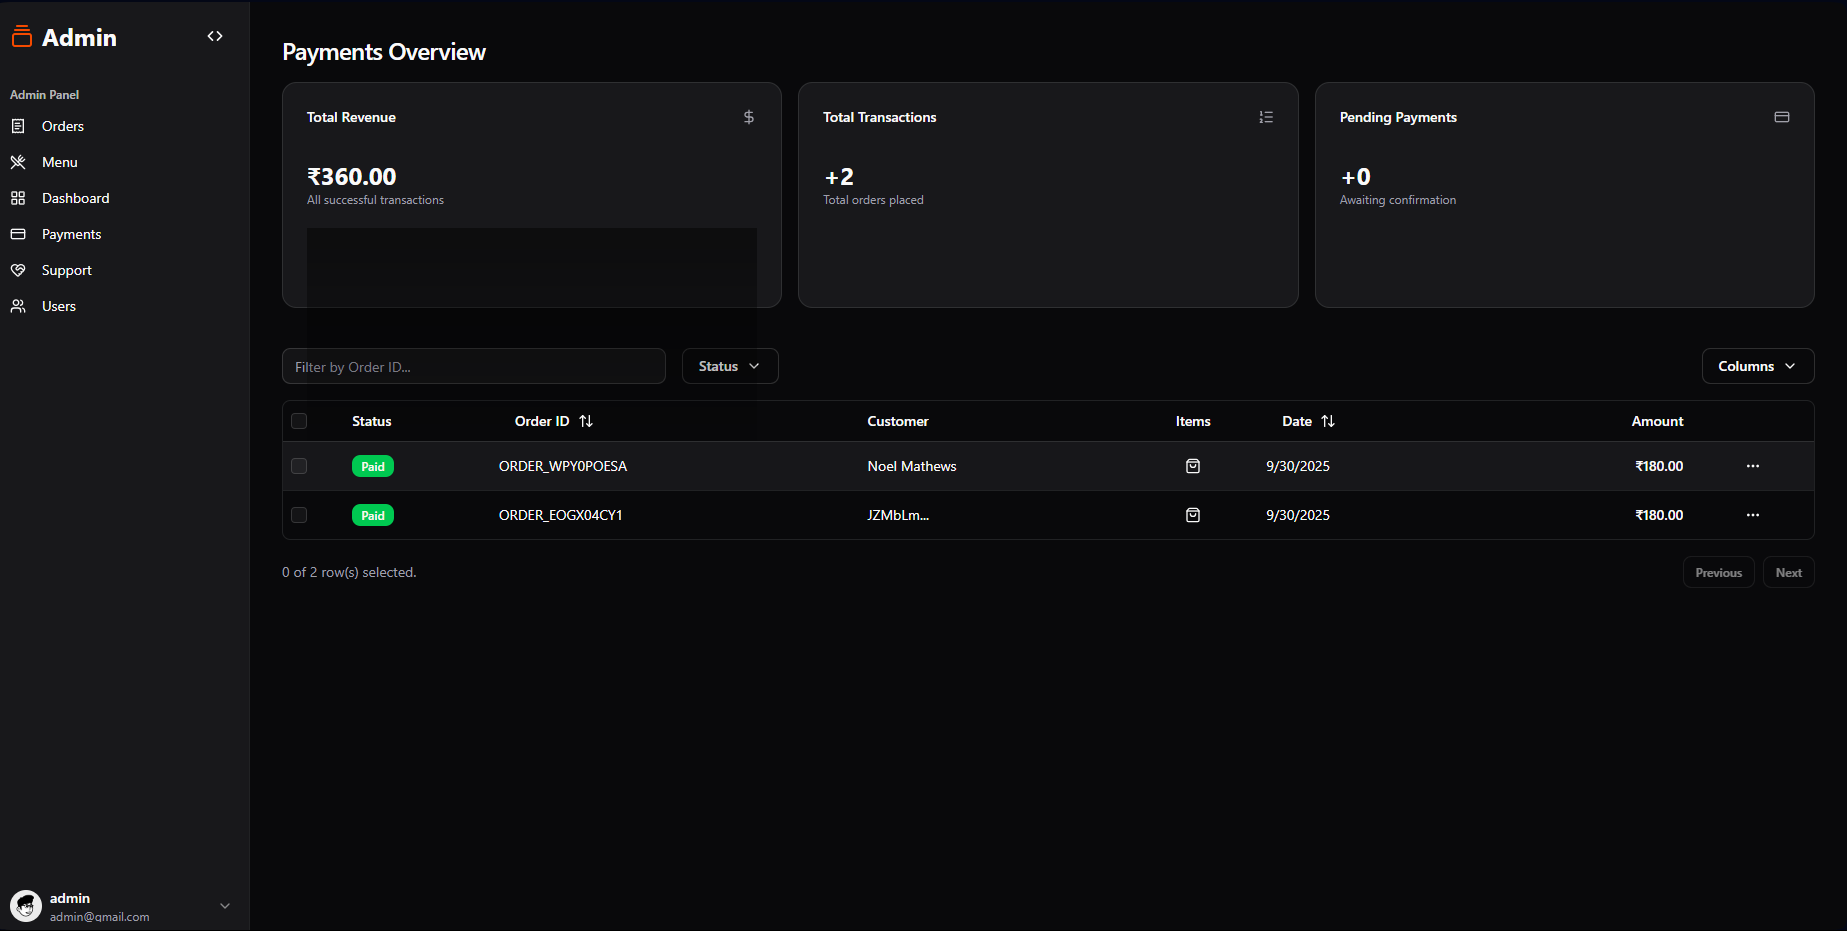 Admin
Admin Panel
Orders
Menu
Dashboard
Payments
Support
Users
admin
admin@gmail.com
Payments Overview
Total Revenue
₹360.00
All successful transactions
Total Transactions
+2
Total orders placed
Pending Payments
+0
Awaiting confirmation
Filter by Order ID...
Status
Columns
Status Order ID Customer Items Date Amount
Paid ORDER_WPY0POESA Noel Mathews 9/30/2025 ₹180.00
Paid ORDER_EOGX04CY1 JZMbLm... 9/30/2025 ₹180.00
0 of 2 row(s) selected.
Previous Next